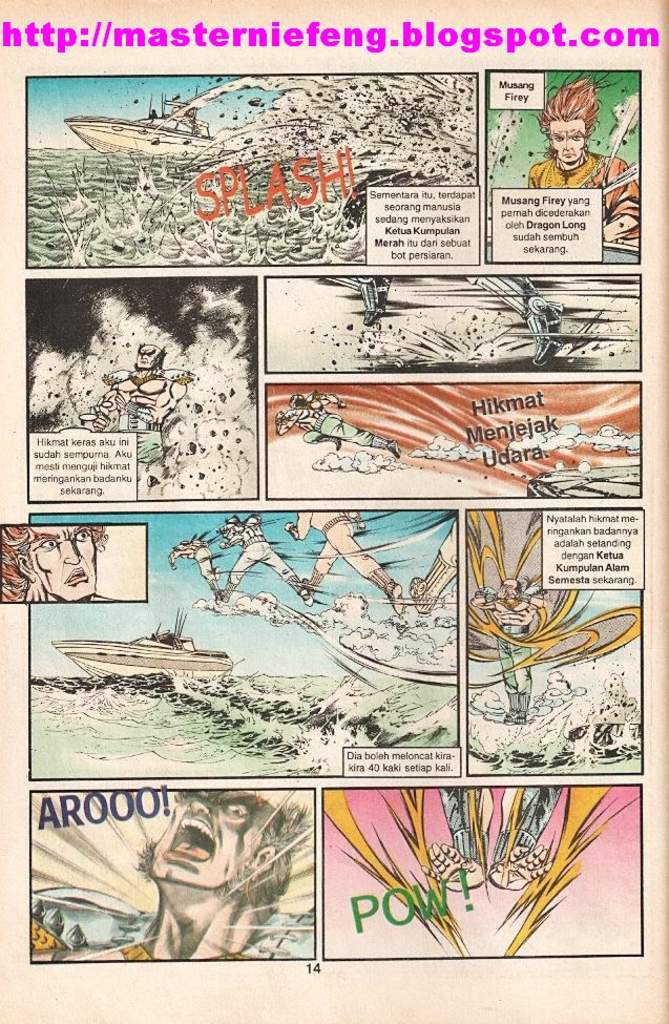 http://masterniefeng.blogspot.com
SPLASH!
Sementara itu, terdapat
seorang manusia
sedang menyaksikan
Ketua Kumpulan
Merah itu dari sebuah
bot persiaran.
Musang
Firey
Musang Firey yang
pernah dicederakan
oleh Dragon Long
sudah sembuh
sekarang.
Hikmat keras aku ini
sudah sempurna. Aku
mesti menguji hikmat
meringankan badanku
sekarang.
Hikmat
Menjejak
Udara.
Dia boleh meloncat kira-
kira 40 kaki setiap kali.
Nyatalah hikmat me-
ringankan badannya
adalah setanding
dengan Ketua
Kumpulan Alam
Semesta sekarang.
AROOO!
POW!
14